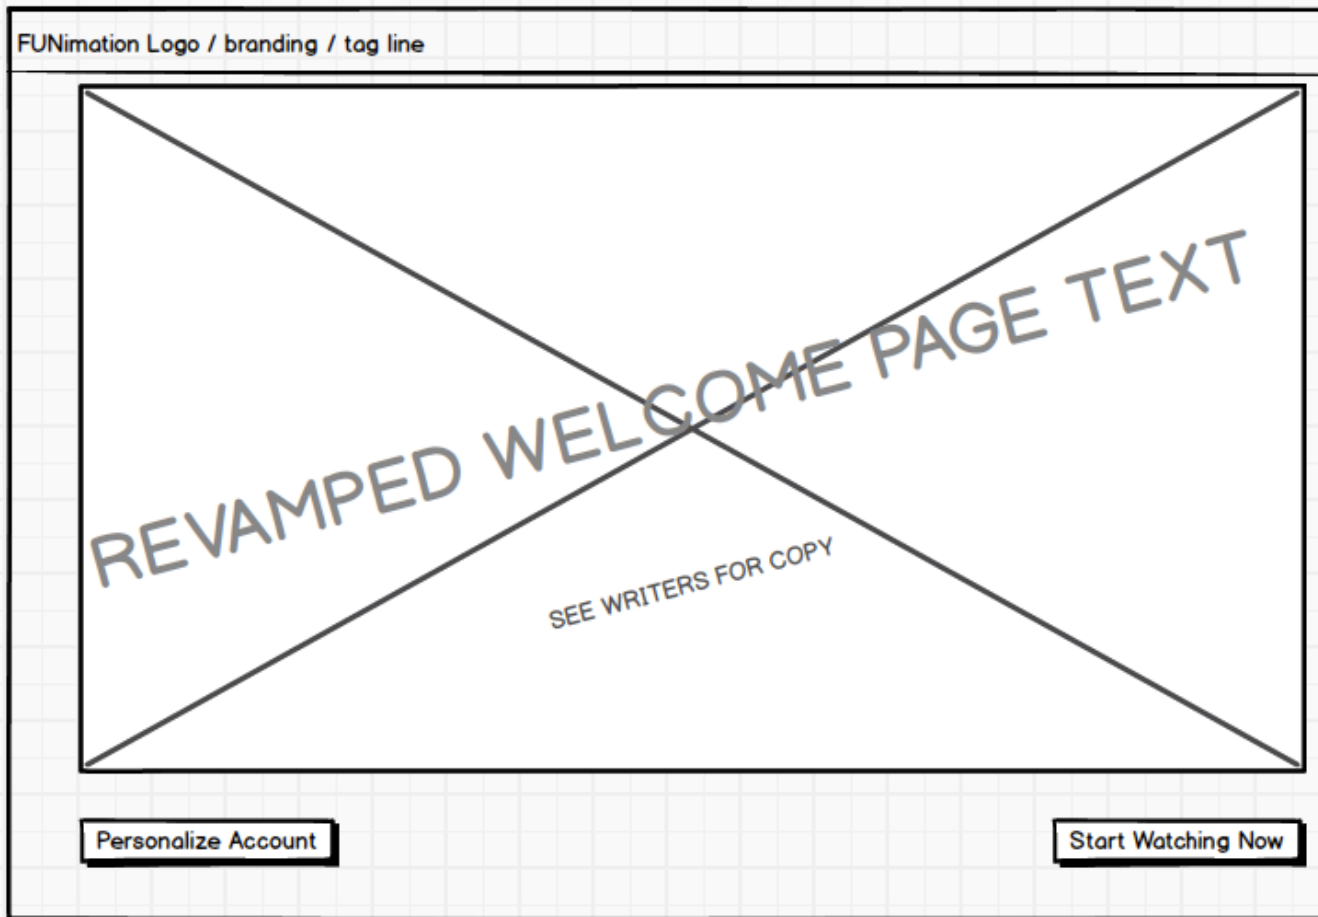 FUNimation Logo / branding / tag line
REVAMPED WELCOME PAGE TEXT
SEE WRITERS FOR COPY
Personalize Account
Start Watching Now